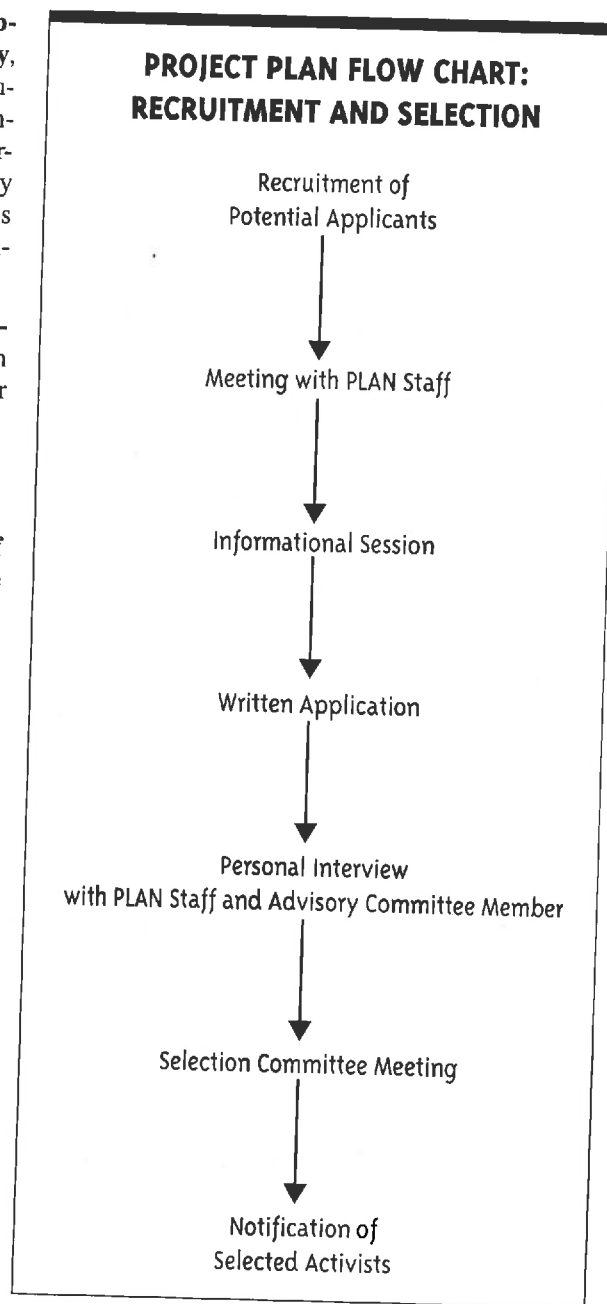 PROJECT PLAN FLOW CHART:
RECRUITMENT AND SELECTION
Recruitment of
Potential Applicants
Meeting with PLAN Staff
Informational Session
Written Application
Personal Interview
with PLAN Staff and Advisory Committee Member
Selection Committee Meeting
Notification of
Selected Activists